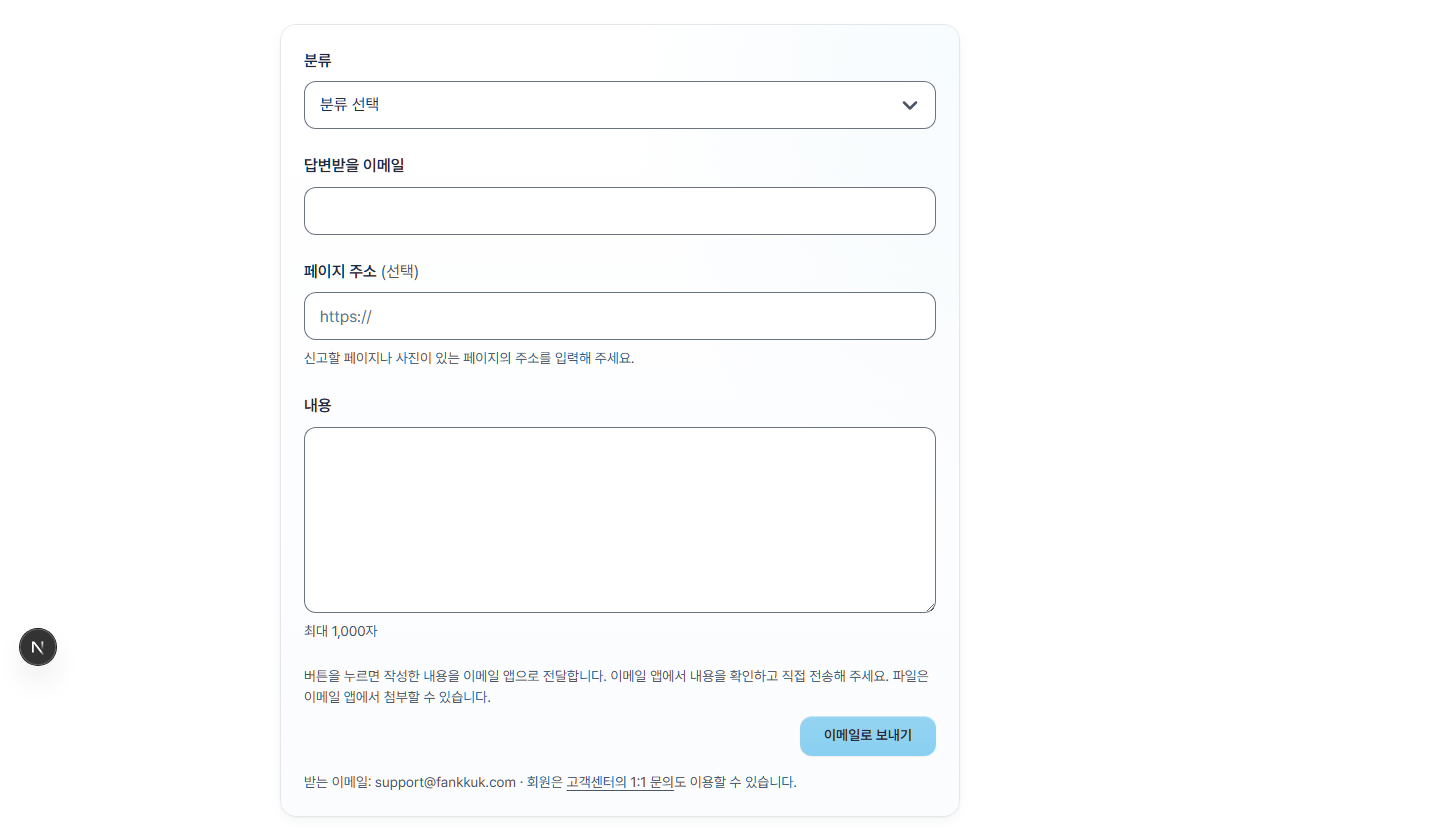 분류
분류 선택
답변받을 이메일
페이지 주소 (선택)
https://
신고할 페이지나 사진이 있는 페이지의 주소를 입력해 주세요.
내용
최대 1,000자
N
버튼을 누르면 작성한 내용을 이메일 앱으로 전달합니다. 이메일 앱에서 내용을 확인하고 직접 전송해 주세요. 파일은
이메일 앱에서 첨부할 수 있습니다.
이메일로 보내기
받는 이메일: support@fankkuk.com · 회원은 고객센터의 1:1 문의도 이용할 수 있습니다.